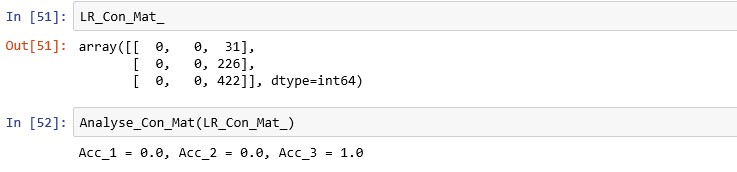 In [51]: LR_Con_Mat_
Out[51]: array([[  0,   0,  31],
       [  0,   0, 226],
       [  0,   0, 422]], dtype=int64)
In [52]: Analyse_Con_Mat(LR_Con_Mat_)
Acc_1 = 0.0, Acc_2 = 0.0, Acc_3 = 1.0